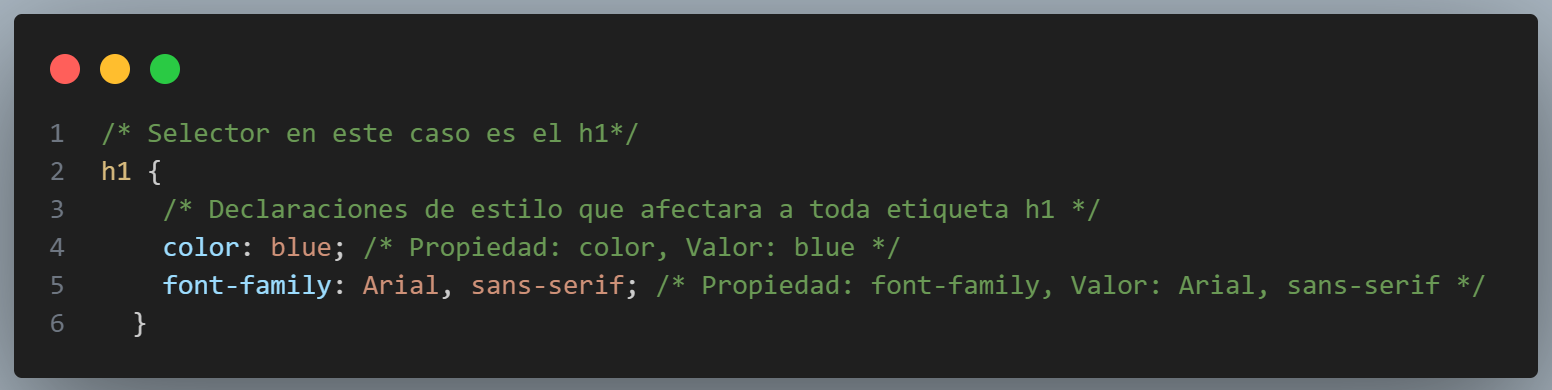 1 /* Selector en este caso es el h1*/
2 h1 {
3     /* Declaraciones de estilo que afectara a toda etiqueta h1 */
4     color: blue; /* Propiedad: color, Valor: blue */
5     font-family: Arial, sans-serif; /* Propiedad: font-family, Valor: Arial, sans-serif */
6   }